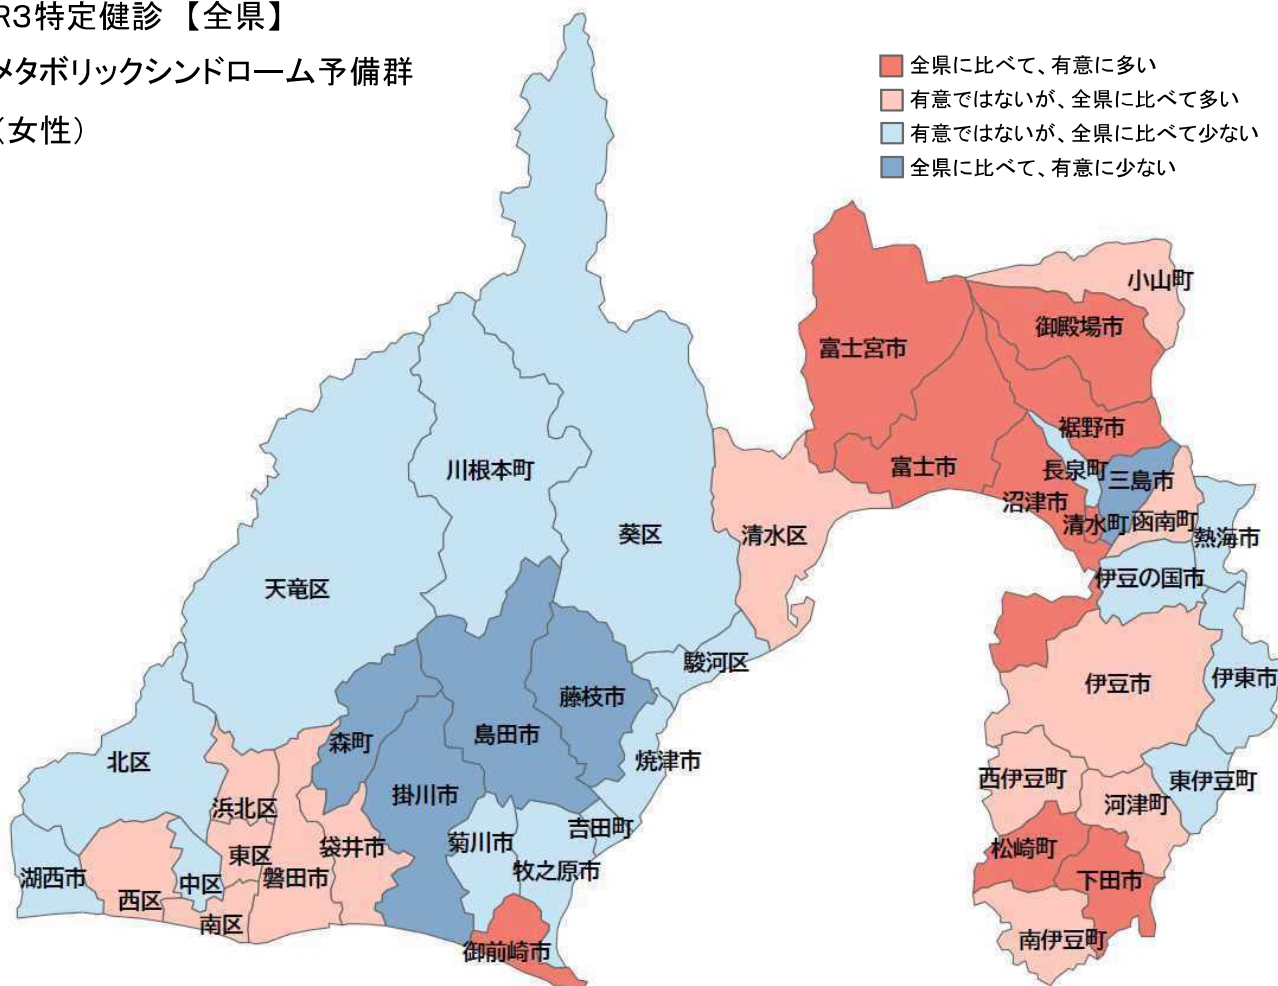 R3特定健診 【全県】
メタボリックシンドローム予備群
（女性）
全県に比べて、有意に多い
有意ではないが、全県に比べて多い
有意ではないが、全県に比べて少ない
全県に比べて、有意に少ない
小山町
御殿場市
富士宮市
裾野市
富士市
長泉町
三島市
川根本町
沼津市
清水町
函南町
熱海市
葵区
清水区
伊豆の国市
天竜区
駿河区
伊豆市
伊東市
藤枝市
島田市
森町
北区
焼津市
西伊豆町
東伊豆町
掛川市
浜北区
河津町
吉田町
菊川市
袋井市
東区
松崎町
牧之原市
湖西市
中区
磐田市
下田市
西区
南区
南伊豆町
御前崎市